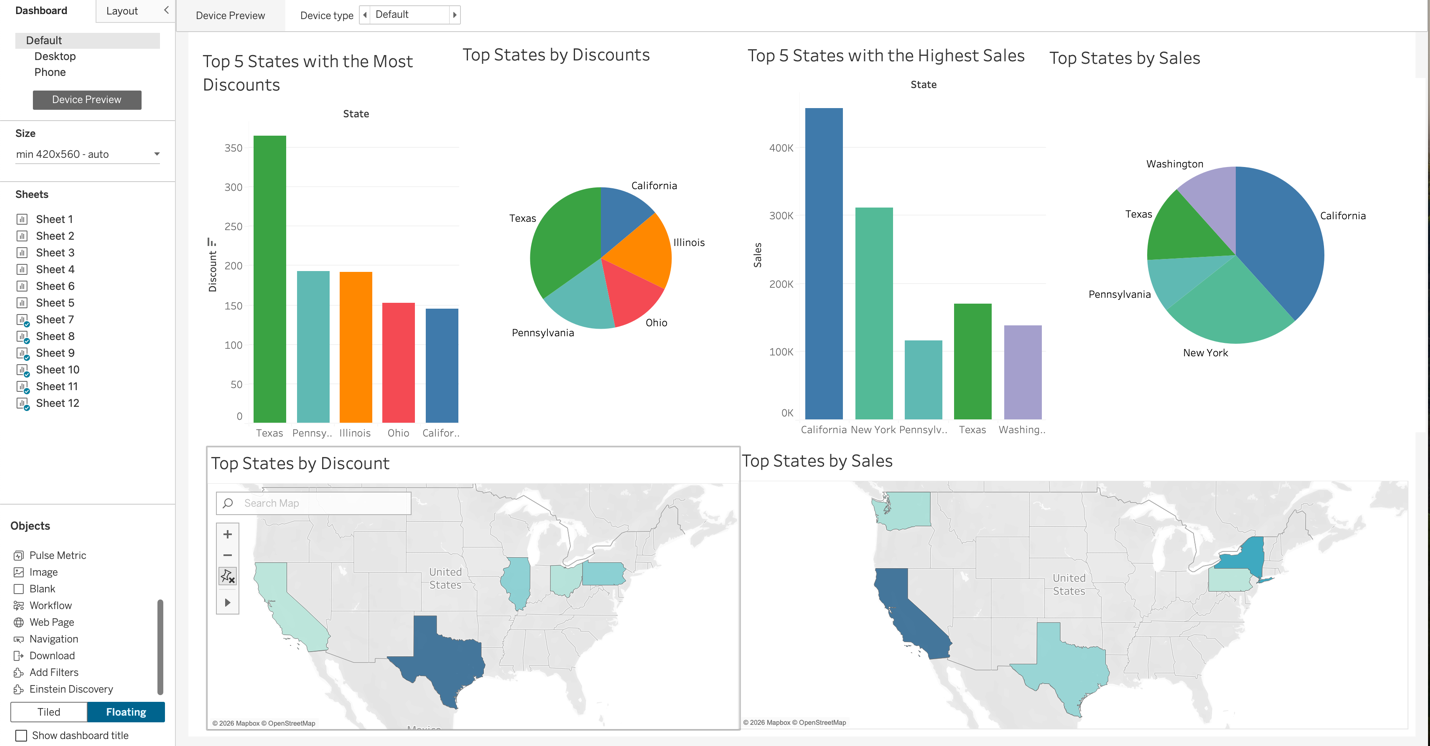 Dashboard
Layout
Default
Desktop
Phone
Device Preview
Size
min 420x560 - auto
Sheets
Sheet 1
Sheet 2
Sheet 3
Sheet 4
Sheet 6
Sheet 5
Sheet 7
Sheet 8
Sheet 9
Sheet 10
Sheet 11
Sheet 12
Objects
Pulse Metric
Image
Blank
Workflow
Web Page
Navigation
Download
Add Filters
Einstein Discovery
Tiled Floating
Show dashboard title
Device Preview Device type Default
Top 5 States with the Most
Discounts
State
Discount
350
300
250
200
150
100
50
0
Texas Pennsy.. Illinois Ohio Califor..
Top States by Discounts
California
Texas
Illinois
Ohio
Pennsylvania
Top 5 States with the Highest Sales
State
Sales
400K
300K
200K
100K
0K
California New York Pennsylv.. Texas Washing..
Top States by Sales
Washington
Texas
California
Pennsylvania
New York
Top States by Discount
Search Map
United
States
© 2026 Mapbox © OpenStreetMap
Top States by Sales
United
States
© 2026 Mapbox © OpenStreetMap